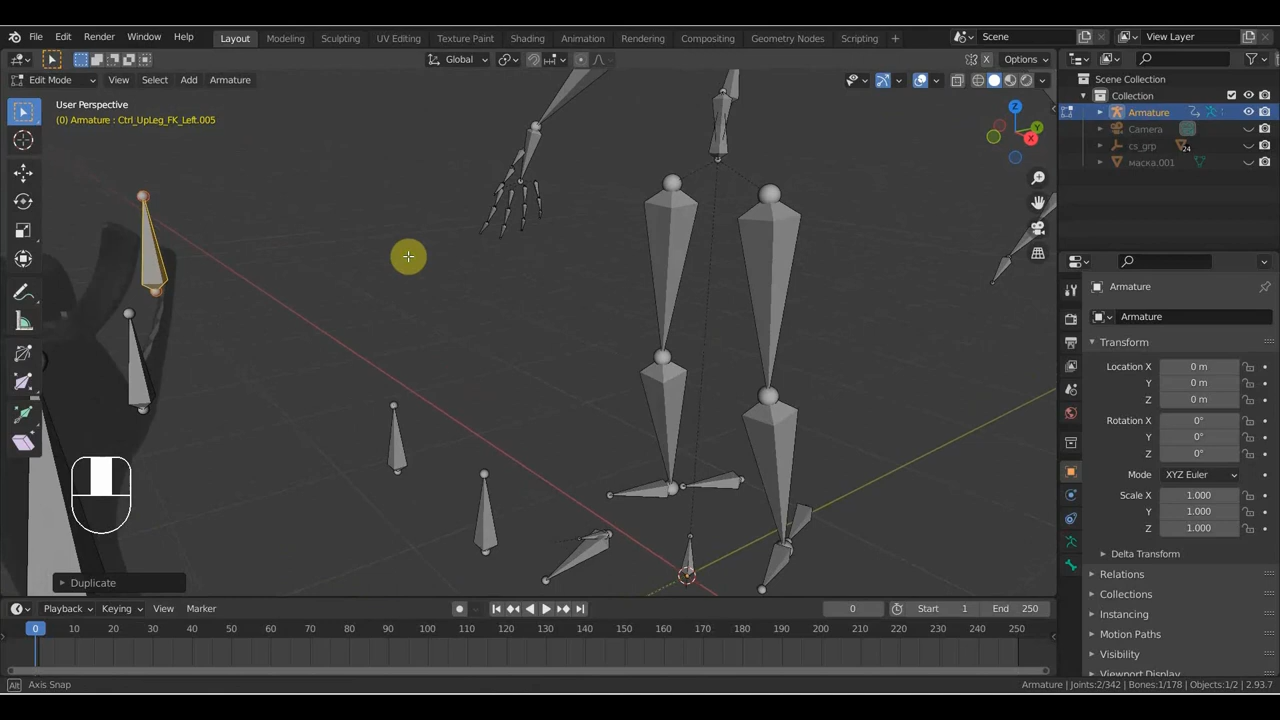 File Edit Render Window Help Layout Modeling Sculpting UV Editing Texture Paint Shading Animation Rendering Compositing Geometry Nodes Scripting Scene View Layer
Global Options
Edit Mode View Select Add Armature
User Perspective
(0) Armature : Ctrl_UpLeg_FK_Left.005
Z
Y
X
Duplicate
Scene Collection
Collection
Armature
Camera
cs_grp 24
маска.001
Armature
Armature
Transform
Location X 0 m
Y 0 m
Z 0 m
Rotation X 0°
Y 0°
Z 0°
Mode XYZ Euler
Scale X 1.000
Y 1.000
Z 1.000
Delta Transform
Relations
Collections
Instancing
Motion Paths
Visibility
Viewport Display
Playback Keying View Marker 0 Start 1 End 250
0 10 20 30 40 50 60 70 80 90 100 110 120 130 140 150 160 170 180 190 200 210 220 230 240 250
Alt Axis Snap Armature | Joints:2/342 | Bones:1/178 | Objects:1/2 | 2.93.7